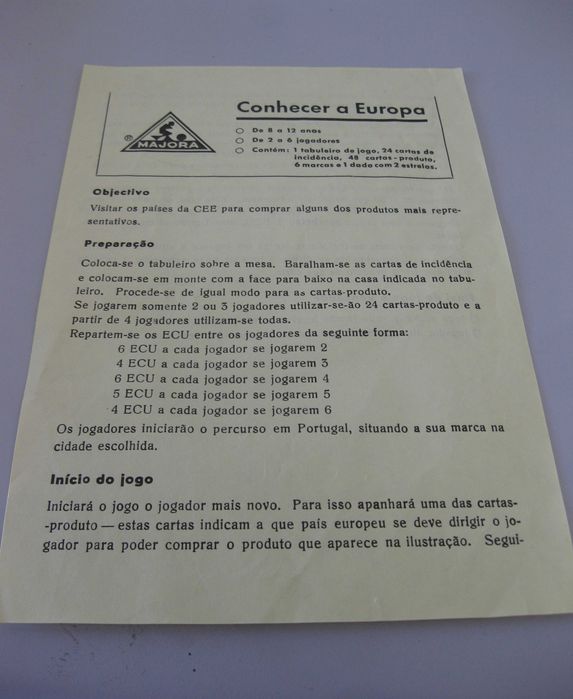 Conhecer a Europa
® MAJORA
De 8 a 12 anos
De 2 a 6 jogadores
Contém: 1 tabuleiro de jogo, 24 cartas de
incidência, 48 cartas-produto,
6 marcas e 1 dado com 2 estrelas.
Objectivo
Visitar os países da CEE para comprar alguns dos produtos mais repre-
sentativos.
Preparação
Coloca-se o tabuleiro sobre a mesa. Baralham-se as cartas de incidência
e colocam-se em monte com a face para baixo na casa indicada no tabu-
leiro. Procede-se de igual modo para as cartas-produto.
Se jogarem somente 2 ou 3 jogadores utilizar-se-ão 24 cartas-produto e a
partir de 4 jogadores utilizam-se todas.
Repartem-se os ECU entre os jogadores da seguinte forma:
6 ECU a cada jogador se jogarem 2
4 ECU a cada jogador se jogarem 3
6 ECU a cada jogador se jogarem 4
5 ECU a cada jogador se jogarem 5
4 ECU a cada jogador se jogarem 6
Os jogadores iniciarão o percurso em Portugal, situando a sua marca na
cidade escolhida.
Início do jogo
Iniciará o jogo o jogador mais novo. Para isso apanhará uma das cartas-
-produto — estas cartas indicam a que país europeu se deve dirigir o jo-
gador para poder comprar o produto que aparece na ilustração. Segui-